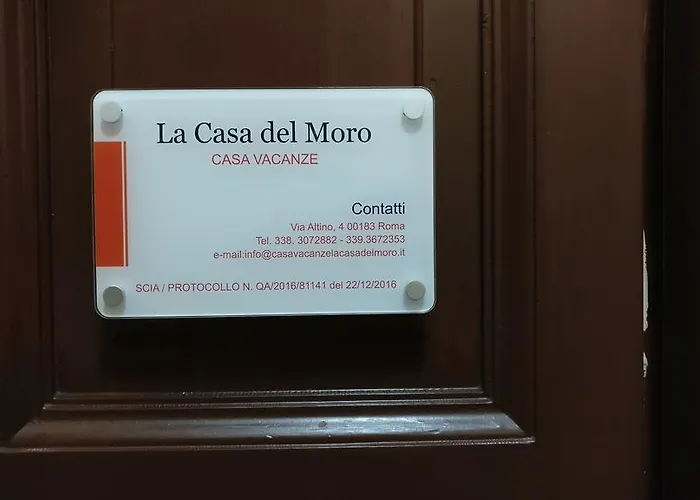 La Casa del Moro
CASA VACANZE
Contatti
Via Altino, 4 00183 Roma
Tel. 338. 3072882 - 339.3672353
e-mail:info@casavacanzelacasadelmoro.it
SCIA / PROTOCOLLO N. QA/2016/81141 del 22/12/2016